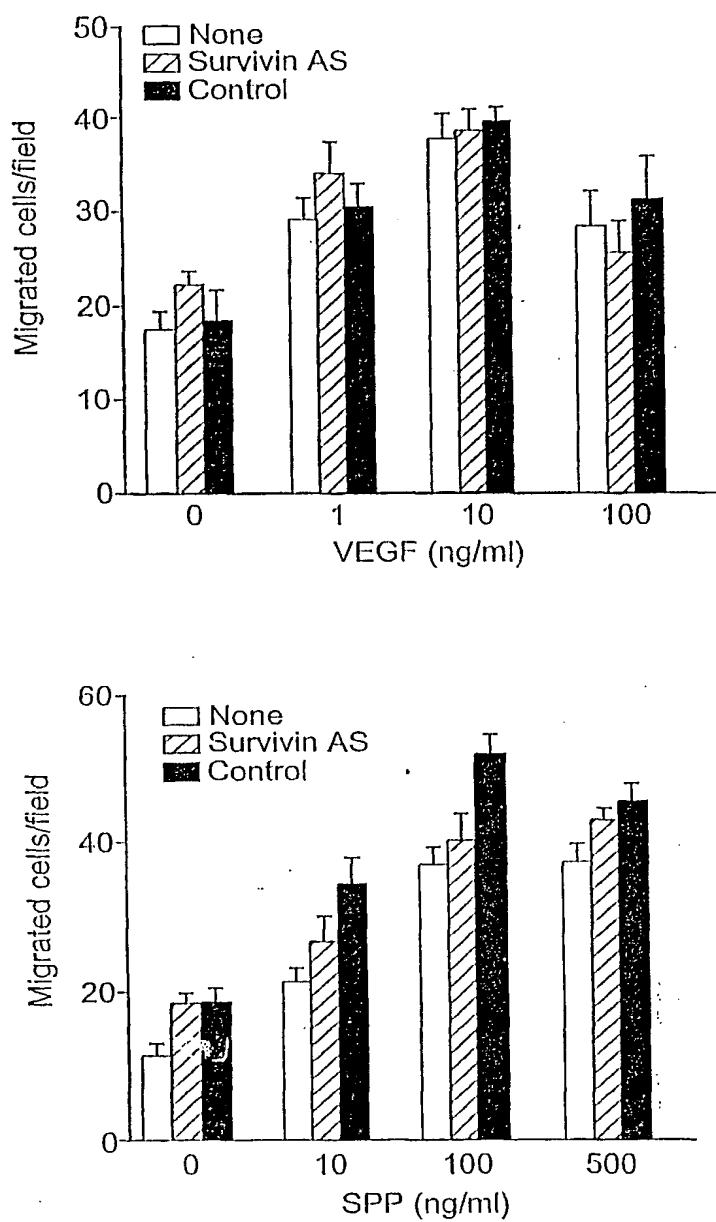 50
None
Survivin AS
Control
40
30
20
10
0
Migrated cells/field
0 1 10 100
VEGF (ng/ml)
60
None
Survivin AS
Control
40
20
0
Migrated cells/field
0 10 100 500
SPP (ng/ml)